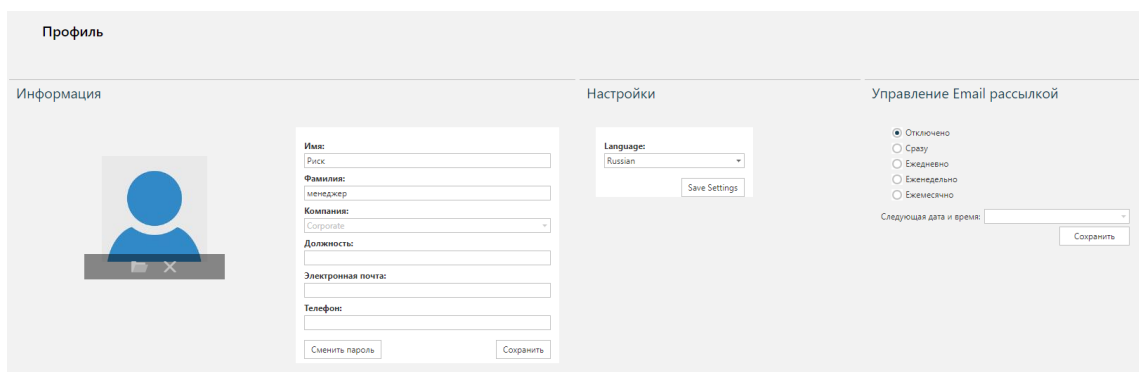 Профиль
Информация
Имя:
Риск
Фамилия:
менеджер
Компания:
Corporate
Должность:
Электронная почта:
Телефон:
Сменить пароль
Сохранить
Настройки
Language:
Russian
Save Settings
Управление Email рассылкой
Отключено
Сразу
Ежедневно
Еженедельно
Ежемесячно
Следующая дата и время:
Сохранить